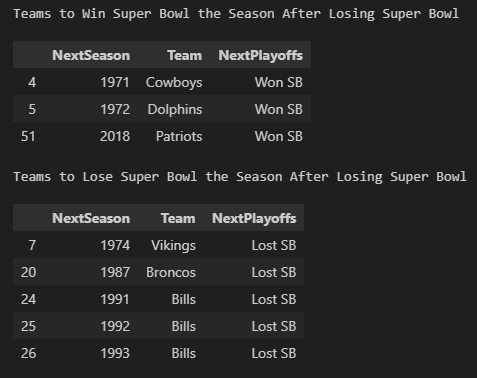 Teams to Win Super Bowl the Season After Losing Super Bowl
NextSeason Team NextPlayoffs
4 1971 Cowboys Won SB
5 1972 Dolphins Won SB
51 2018 Patriots Won SB
Teams to Lose Super Bowl the Season After Losing Super Bowl
NextSeason Team NextPlayoffs
7 1974 Vikings Lost SB
20 1987 Broncos Lost SB
24 1991 Bills Lost SB
25 1992 Bills Lost SB
26 1993 Bills Lost SB